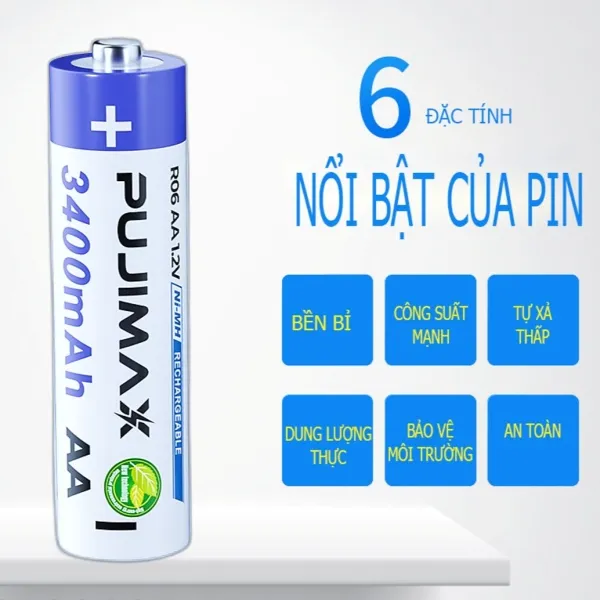 6 ĐẶC TÍNH
NỔI BẬT CỦA PIN
BỀN BỈ
CÔNG SUẤT
MẠNH
TỰ XẢ
THẤP
DUNG LƯỢNG
THỰC
BẢO VỆ
MÔI TRƯỜNG
AN TOÀN
+
R06 AA 1.2V NI-MH RECHARGEABLE
PUJIMAX
3400mAh AA